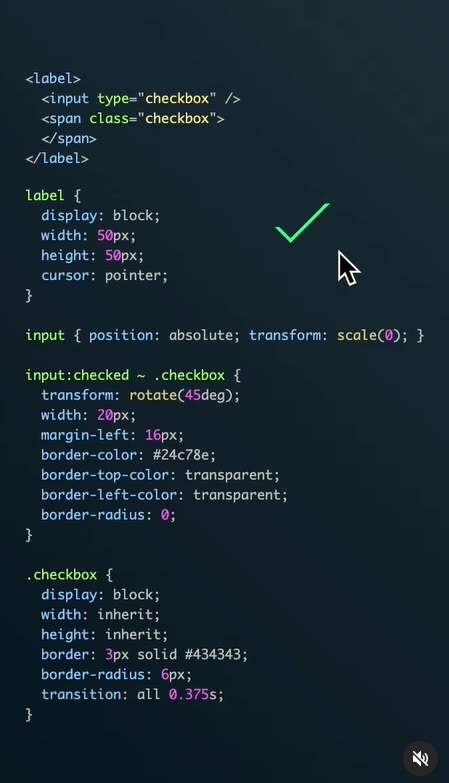 <label>
<input type="checkbox" />
<span class="checkbox">
</span>
</label>
label {
display: block;
width: 50px;
height: 50px;
cursor: pointer;
}
input { position: absolute; transform: scale(0); }
input:checked ~ .checkbox {
transform: rotate(45deg);
width: 20px;
margin-left: 16px;
border-color: #24c78e;
border-top-color: transparent;
border-left-color: transparent;
border-radius: 0;
}
.checkbox {
display: block;
width: inherit;
height: inherit;
border: 3px solid #434343;
border-radius: 6px;
transition: all 0.375s;
}